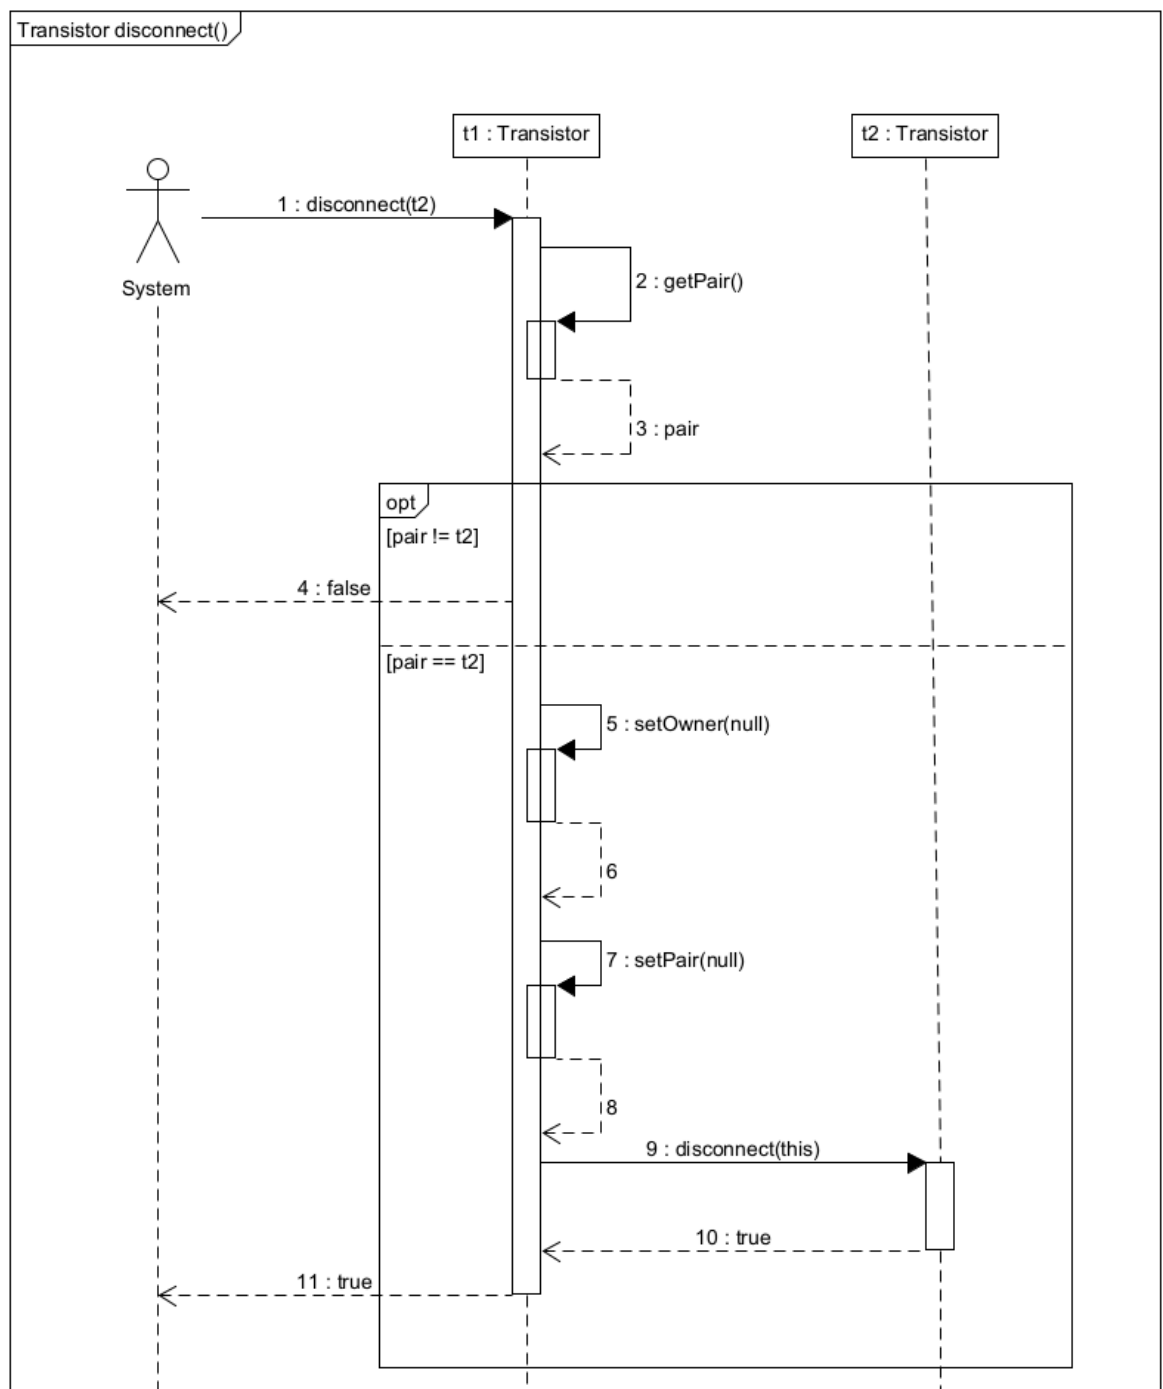 Transistor disconnect()
t1 : Transistor
t2 : Transistor
1 : disconnect(t2)
System
2 : getPair()
3 : pair
opt
[pair != t2]
4 : false
[pair == t2]
5 : setOwner(null)
6
7 : setPair(null)
8
9 : disconnect(this)
10 : true
11 : true